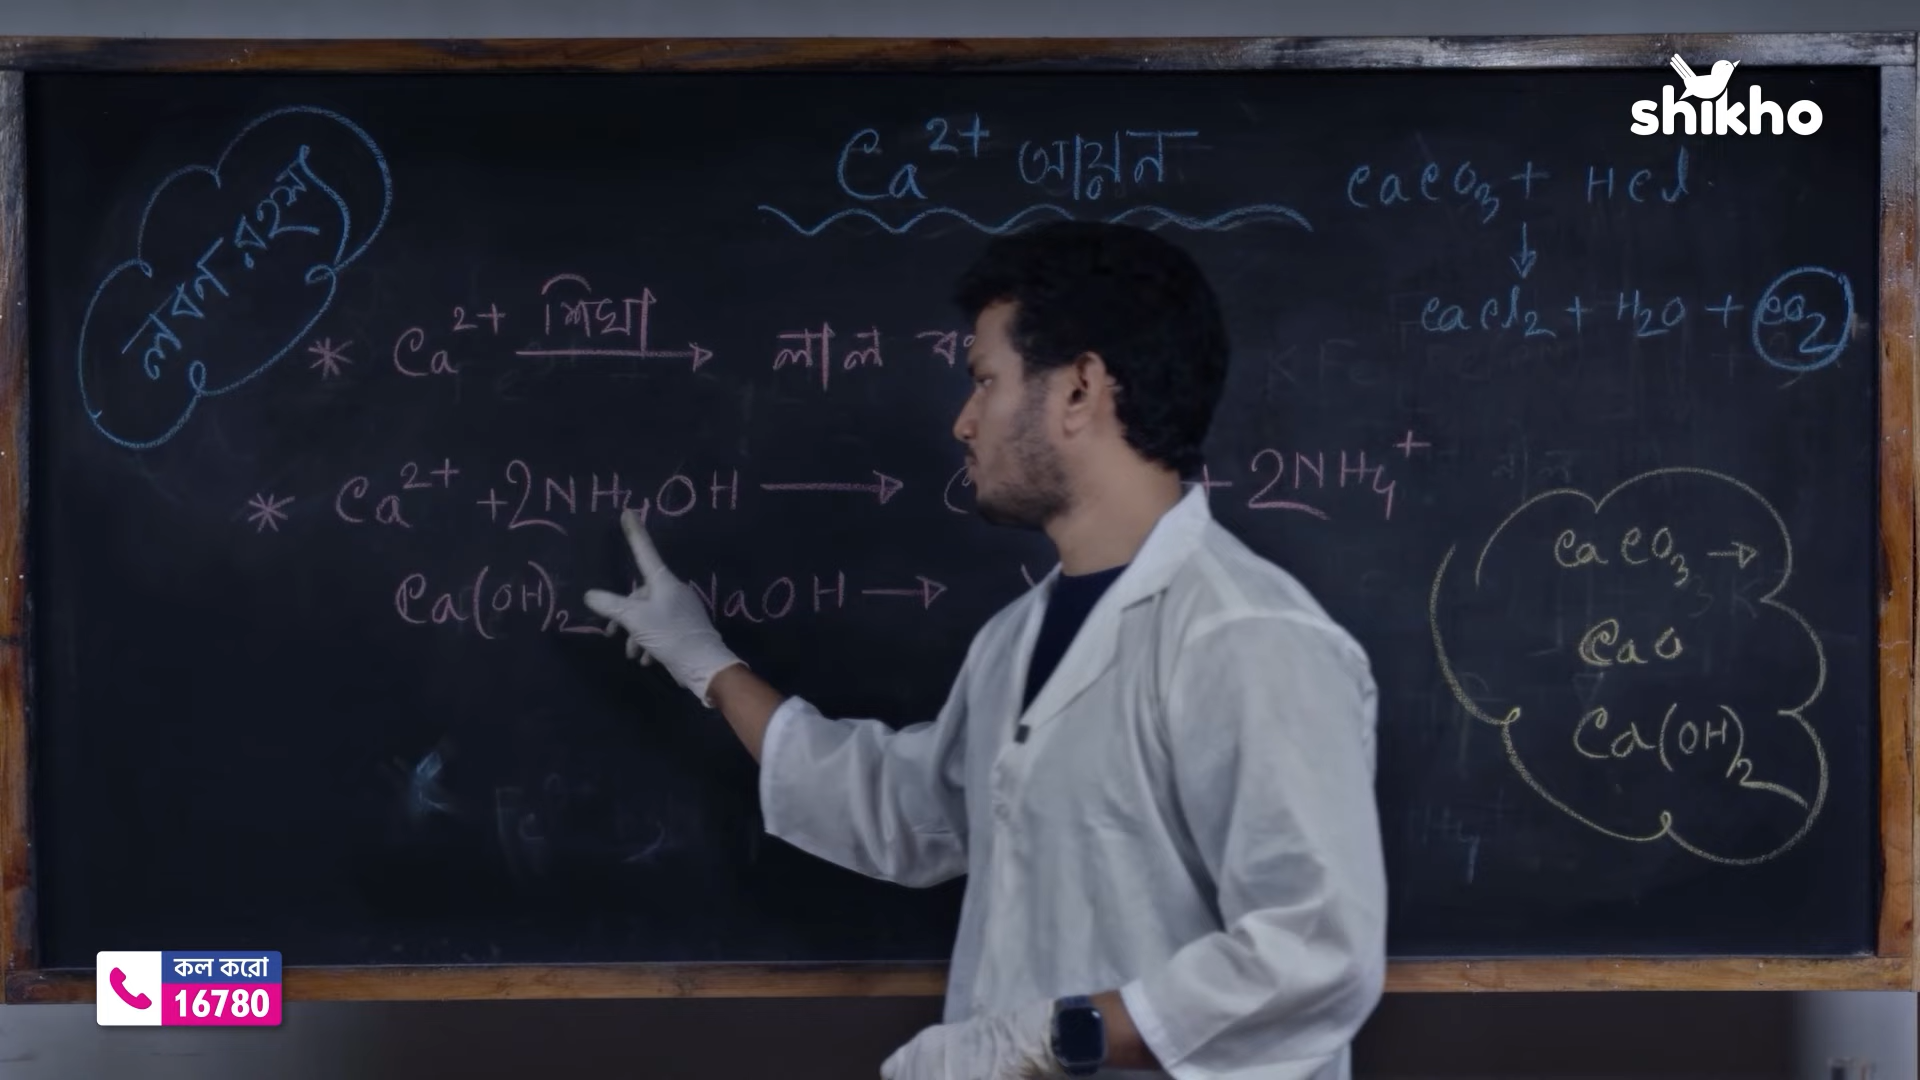 shikho
Ca²⁺ আয়ন
লবণ রহস্য
CaCO₃ + HCl
↓
CaCl₂ + H₂O + CO₂
* Ca²⁺ শিখা → লাল
* Ca²⁺ + 2NH₄OH → + 2NH₄⁺
Ca(OH)₂ + NaOH →
CaCO₃ →
CaO
Ca(OH)₂
কল করো
16780